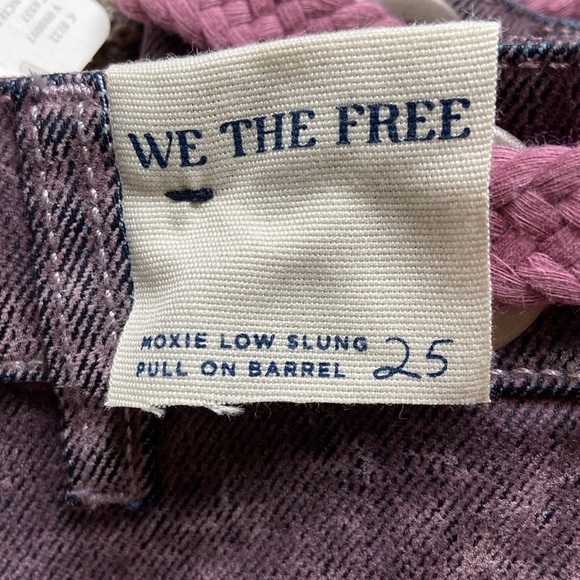 WE THE FREE
MOXIE LOW SLUNG
PULL ON BARREL 25